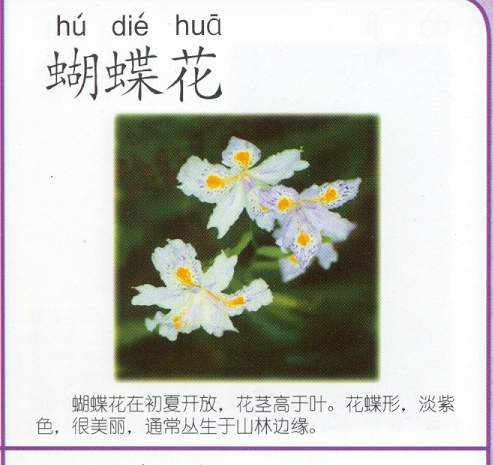 hú dié huā
蝴蝶花
蝴蝶花在初夏开放，花茎高于叶。花蝶形，淡紫
色，很美丽，通常丛生于山林边缘。